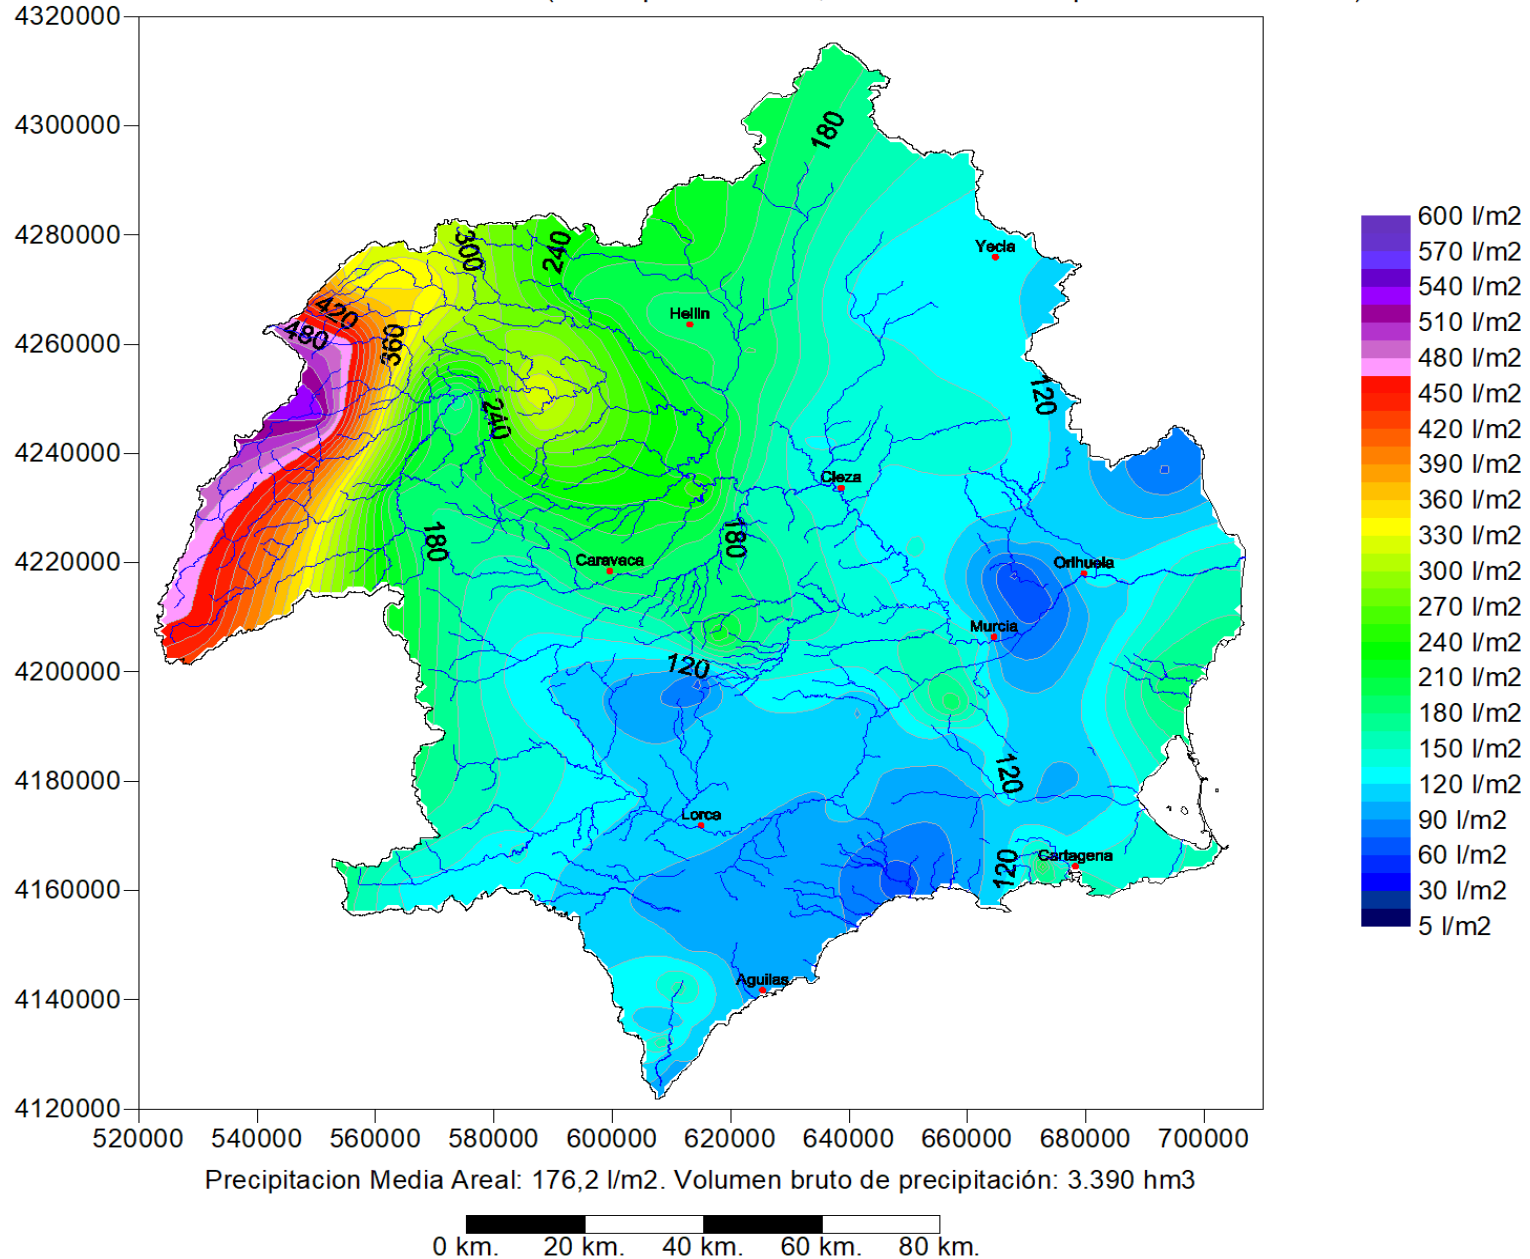 4320000
4300000
4280000
4260000
4240000
4220000
4200000
4180000
4160000
4140000
4120000
520000 540000 560000 580000 600000 620000 640000 660000 680000 700000
180
300
240
Yecla
420
480
360
Hellin
240
120
Cieza
180
180
Caravaca
Orihuela
Murcia
120
120
Lorca
120
Cartagena
Aguilas
600 l/m2
570 l/m2
540 l/m2
510 l/m2
480 l/m2
450 l/m2
420 l/m2
390 l/m2
360 l/m2
330 l/m2
300 l/m2
270 l/m2
240 l/m2
210 l/m2
180 l/m2
150 l/m2
120 l/m2
90 l/m2
60 l/m2
30 l/m2
5 l/m2
Precipitacion Media Areal: 176,2 l/m2. Volumen bruto de precipitación: 3.390 hm3
0 km. 20 km. 40 km. 60 km. 80 km.